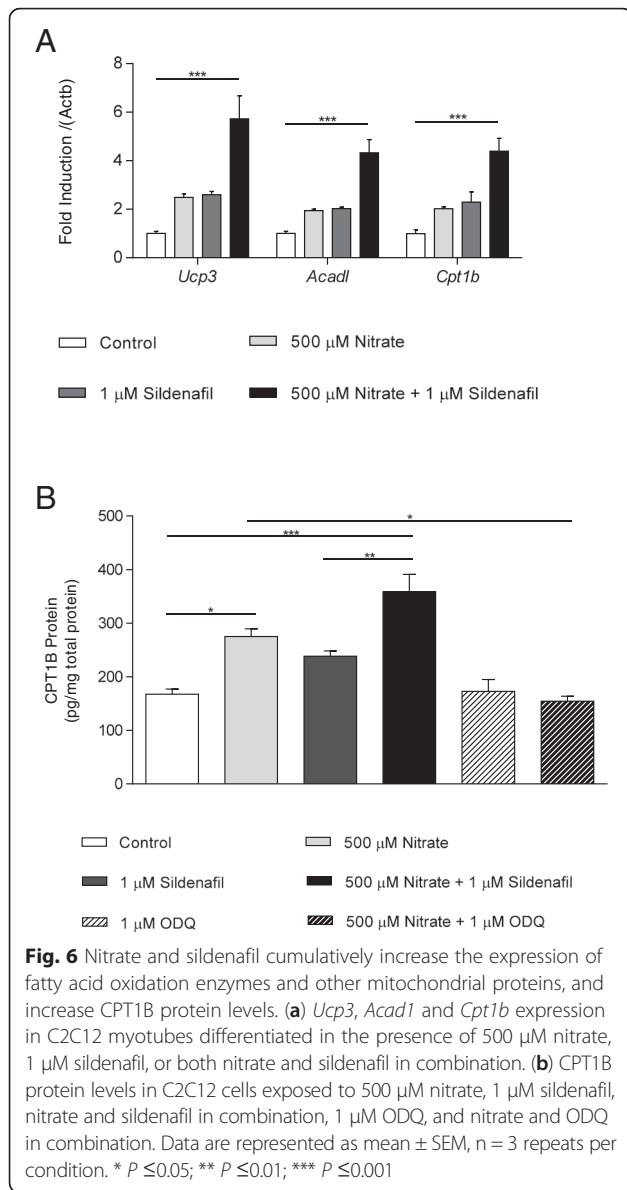 A
Fold Induction /(Actb)
8
6
4
2
0
***
***
***
Ucp3
Acadl
Cpt1b
Control
500 µM Nitrate
1 µM Sildenafil
500 µM Nitrate + 1 µM Sildenafil
B
CPT1B Protein
(pg/mg total protein)
500
400
300
200
100
0
*
***
**
*
Control
500 µM Nitrate
1 µM Sildenafil
500 µM Nitrate + 1 µM Sildenafil
1 µM ODQ
500 µM Nitrate + 1 µM ODQ
Fig. 6 Nitrate and sildenafil cumulatively increase the expression of
fatty acid oxidation enzymes and other mitochondrial proteins, and
increase CPT1B protein levels. (a) Ucp3, Acad1 and Cpt1b expression
in C2C12 myotubes differentiated in the presence of 500 µM nitrate,
1 µM sildenafil, or both nitrate and sildenafil in combination. (b) CPT1B
protein levels in C2C12 cells exposed to 500 µM nitrate, 1 µM sildenafil,
nitrate and sildenafil in combination, 1 µM ODQ, and nitrate and ODQ
in combination. Data are represented as mean ± SEM, n = 3 repeats per
condition. * P ≤0.05; ** P ≤0.01; *** P ≤0.001